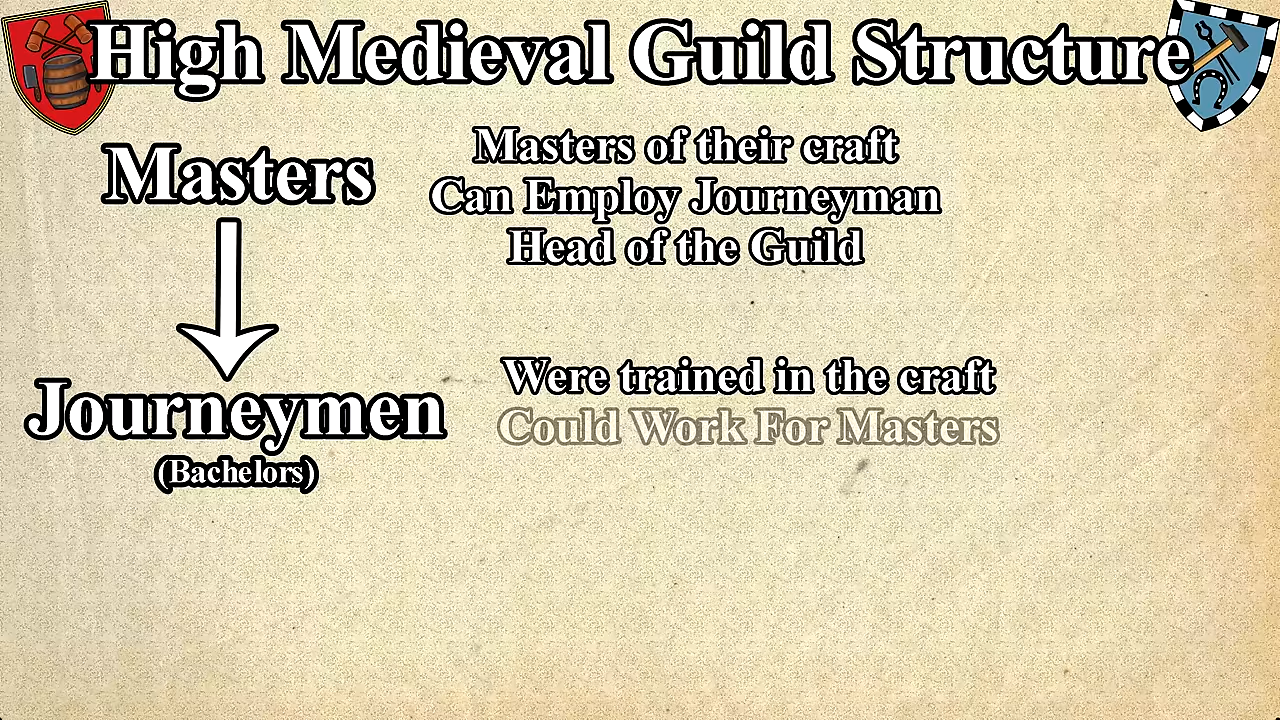 High Medieval Guild Structure
Masters
Masters of their craft
Can Employ Journeyman
Head of the Guild
Journeymen
(Bachelors)
Were trained in the craft
Could Work For Masters